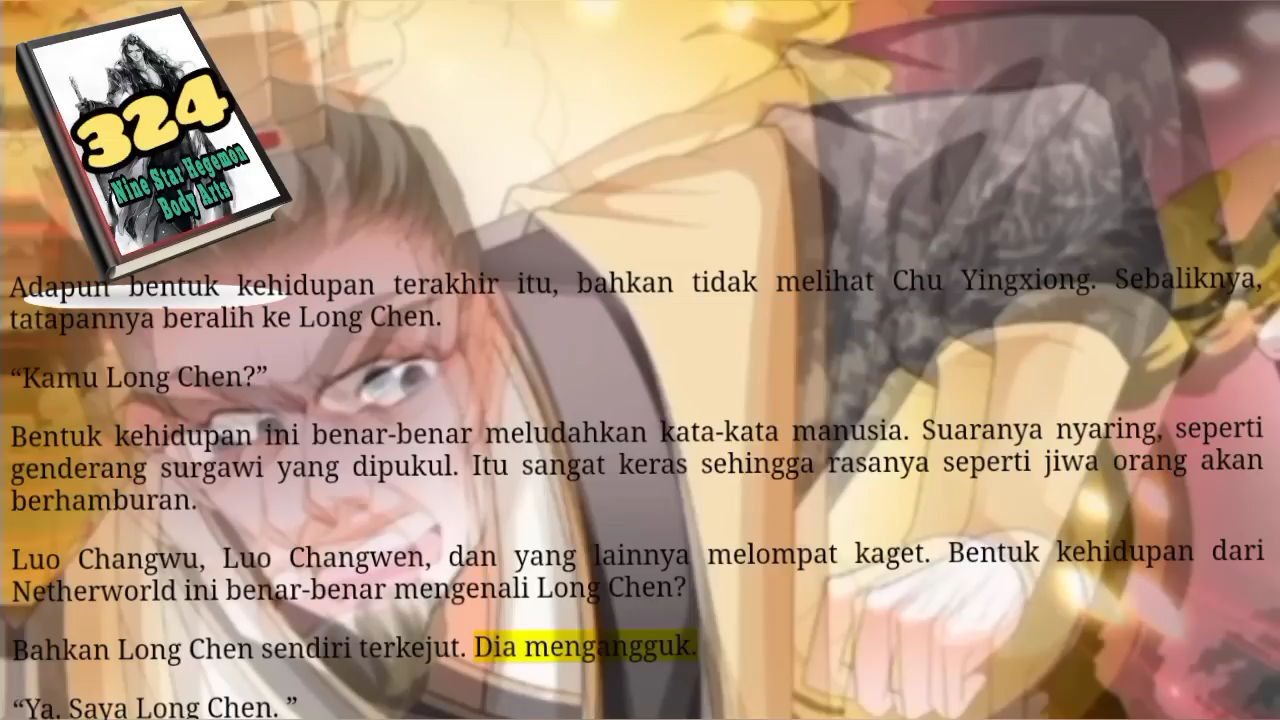 324
Nine Star Hegemon
Body Arts
Adapun bentuk kehidupan terakhir itu, bahkan tidak melihat Chu Yingxiong. Sebaliknya,
tatapannya beralih ke Long Chen.
“Kamu Long Chen?”
Bentuk kehidupan ini benar-benar meludahkan kata-kata manusia. Suaranya nyaring, seperti
genderang surgawi yang dipukul. Itu sangat keras sehingga rasanya seperti jiwa orang akan
berhamburan.
Luo Changwu, Luo Changwen, dan yang lainnya melompat kaget. Bentuk kehidupan dari
Netherworld ini benar-benar mengenali Long Chen?
Bahkan Long Chen sendiri terkejut. Dia mengangguk.
“Ya. Saya Long Chen. ”